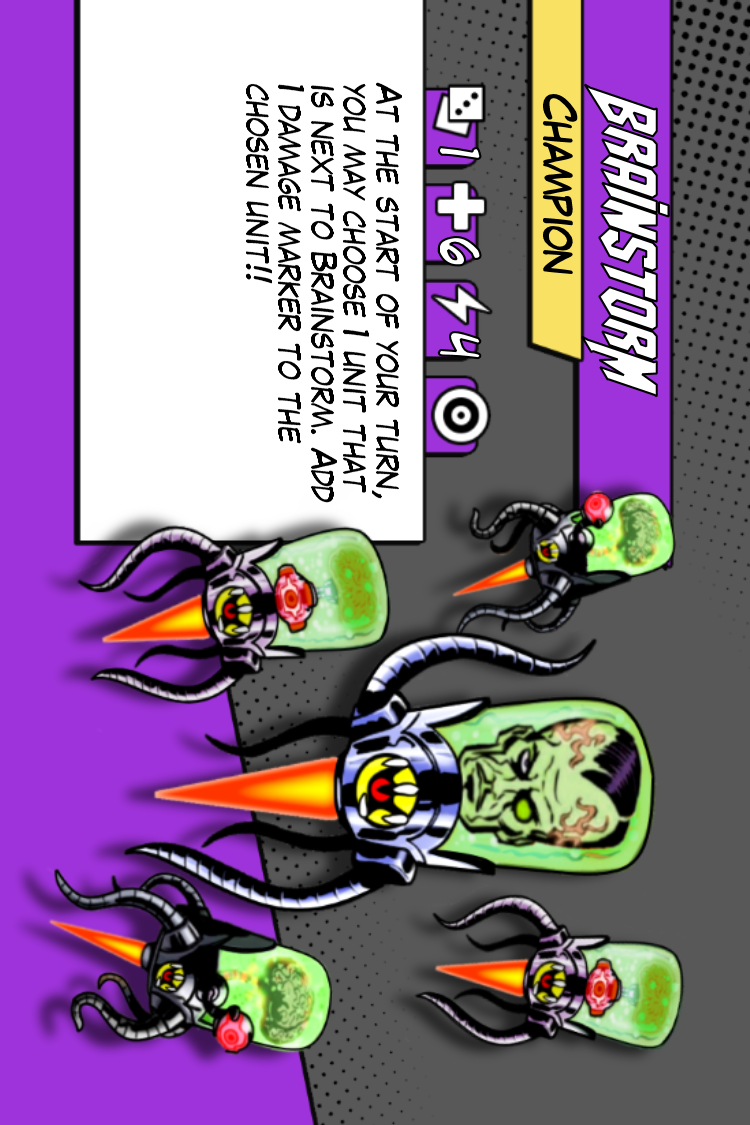 BRAINSTORM
CHAMPION
1 6 4
AT THE START OF YOUR TURN,
YOU MAY CHOOSE 1 UNIT THAT
IS NEXT TO BRAINSTORM. ADD
1 DAMAGE MARKER TO THE
CHOSEN UNIT!!